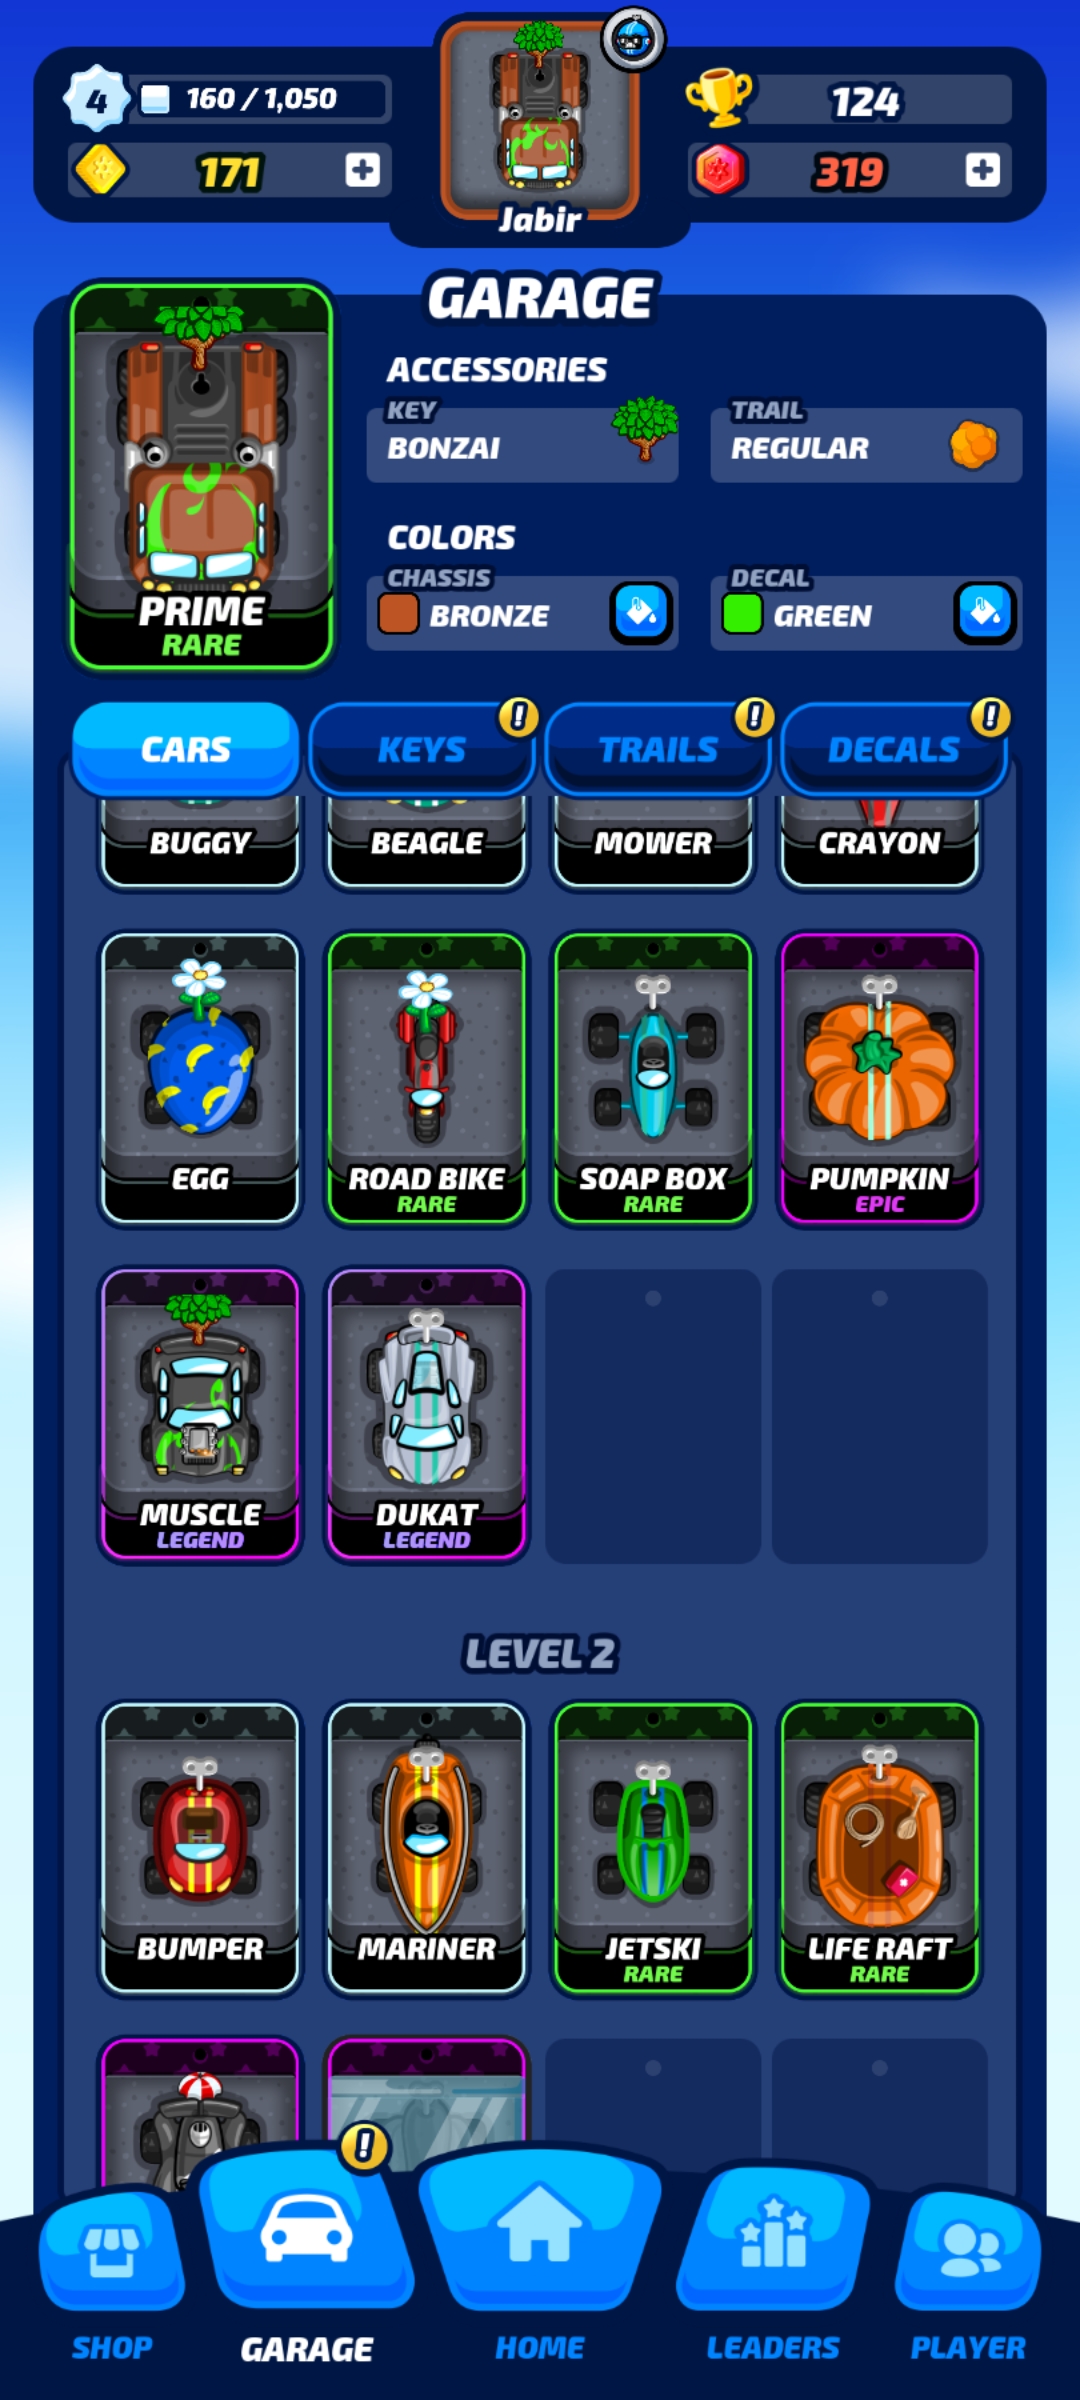 4 160 / 1,050
124
171
319
Jabir
GARAGE
ACCESSORIES
KEY TRAIL
BONZAI REGULAR
COLORS
CHASSIS DECAL
BRONZE GREEN
PRIME
RARE
CARS KEYS ! TRAILS ! DECALS !
BUGGY BEAGLE MOWER CRAYON
EGG ROAD BIKE SOAP BOX PUMPKIN
RARE RARE EPIC
MUSCLE DUKAT
LEGEND LEGEND
LEVEL 2
BUMPER MARINER JETSKI LIFE RAFT
RARE RARE
!
SHOP GARAGE HOME LEADERS PLAYER